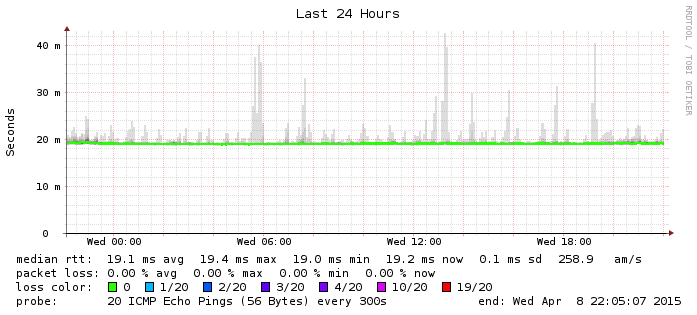 Last 24 Hours
RRDTOOL / TOBI OETIKER
Seconds
40 m
30 m
20 m
10 m
0
Wed 00:00 Wed 06:00 Wed 12:00 Wed 18:00
median rtt: 19.1 ms avg 19.4 ms max 19.0 ms min 19.2 ms now 0.1 ms sd 258.9 am/s
packet loss: 0.00 % avg 0.00 % max 0.00 % min 0.00 % now
loss color: 0 1/20 2/20 3/20 4/20 10/20 19/20
probe: 20 ICMP Echo Pings (56 Bytes) every 300s end: Wed Apr 8 22:05:07 2015